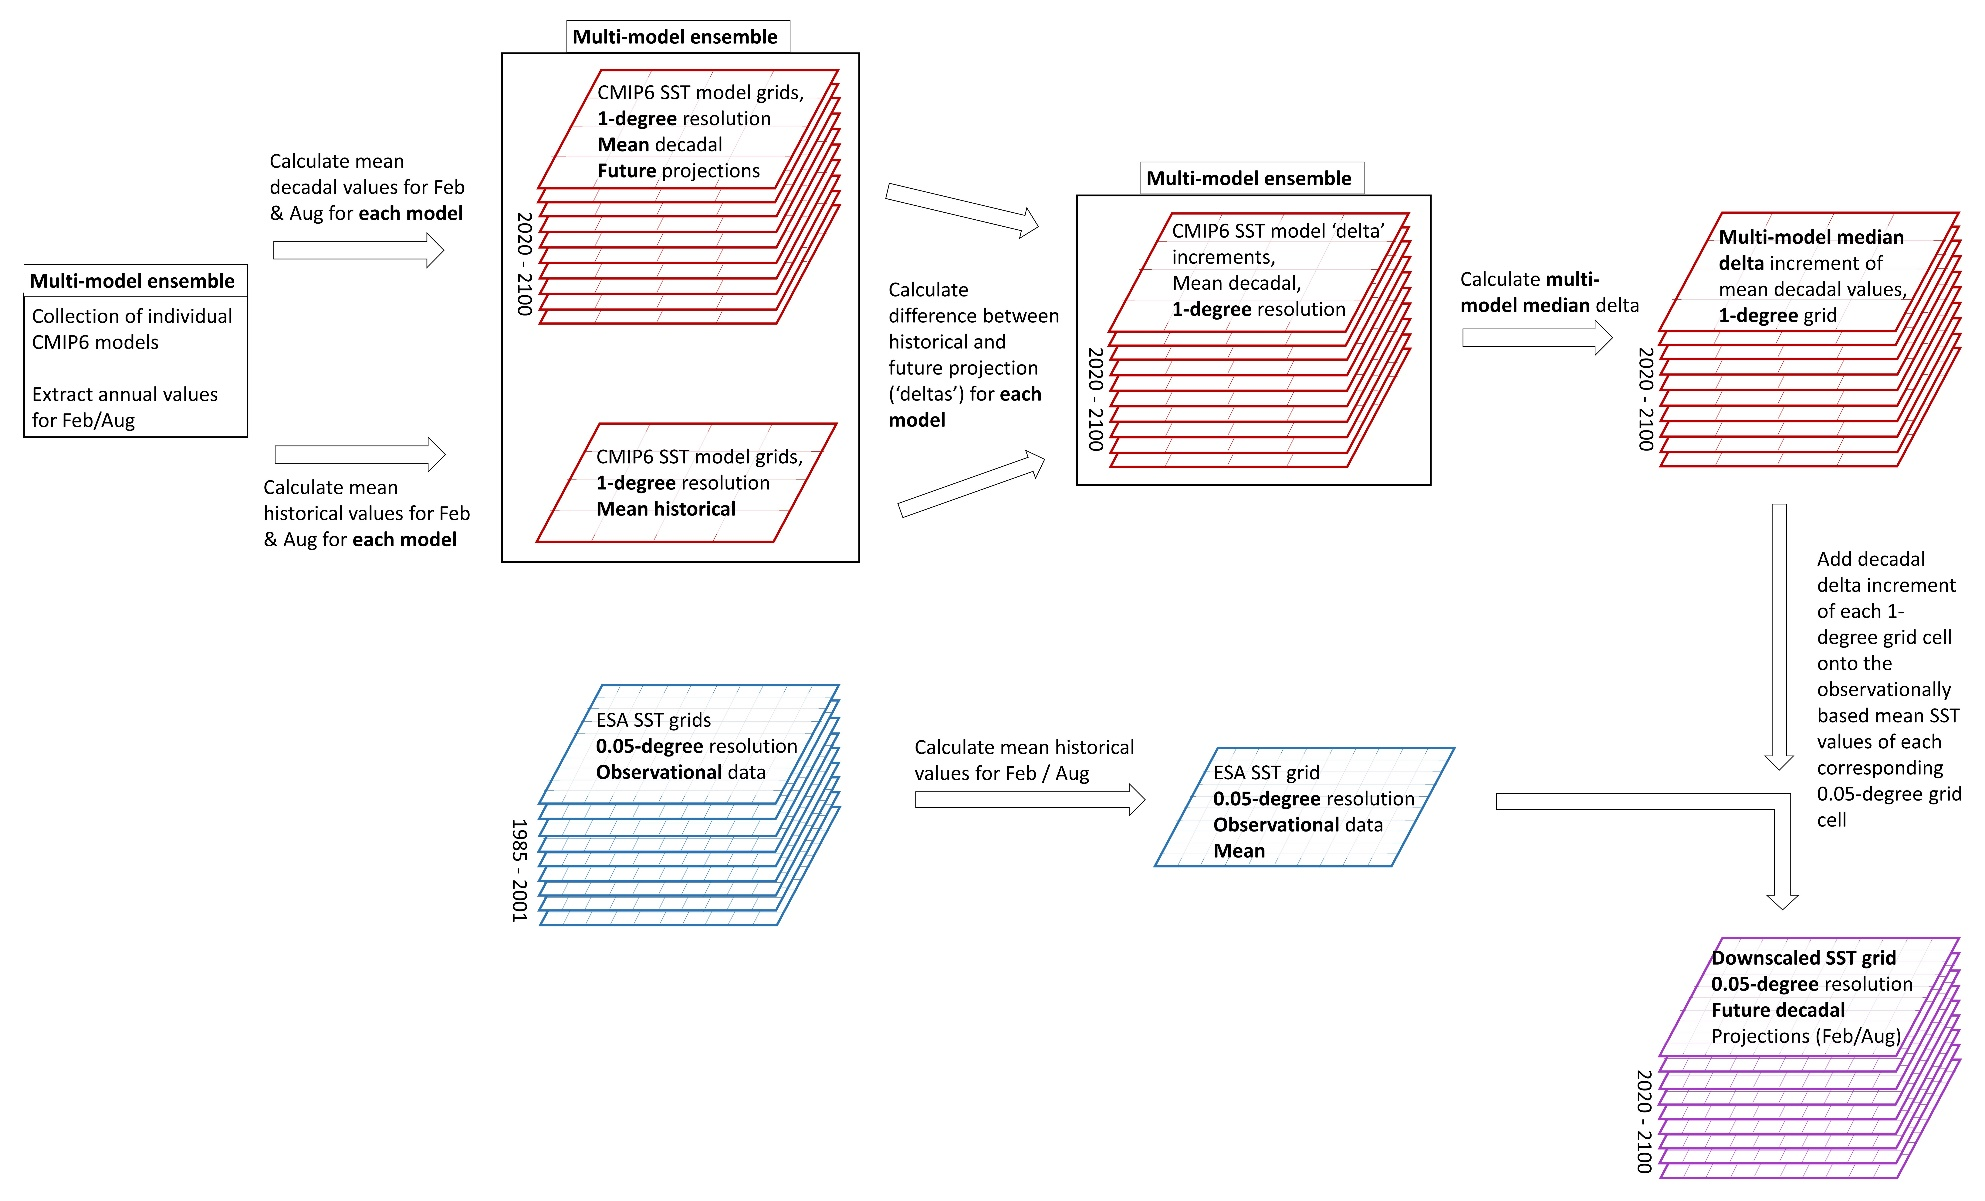 Multi-model ensemble
Collection of individual
CMIP6 models
Extract annual values
for Feb/Aug
Calculate mean
decadal values for Feb
& Aug for each model
Calculate mean
historical values for Feb
& Aug for each model
Multi-model ensemble
CMIP6 SST model grids,
1-degree resolution
Mean decadal
Future projections
2020 - 2100
CMIP6 SST model grids,
1-degree resolution
Mean historical
Calculate
difference between
historical and
future projection
(‘deltas’) for each
model
Multi-model ensemble
CMIP6 SST model ‘delta’
increments,
Mean decadal,
1-degree resolution
2020 - 2100
Calculate multi-
model median delta
Multi-model median
delta increment of
mean decadal values,
1-degree grid
2020 - 2100
Add decadal
delta increment
of each 1-
degree grid cell
onto the
observationally
based mean SST
values of each
corresponding
0.05-degree grid
cell
ESA SST grids
0.05-degree resolution
Observational data
1985 - 2001
Calculate mean historical
values for Feb / Aug
ESA SST grid
0.05-degree resolution
Observational data
Mean
Downscaled SST grid
0.05-degree resolution
Future decadal
Projections (Feb/Aug)
2020 - 2100